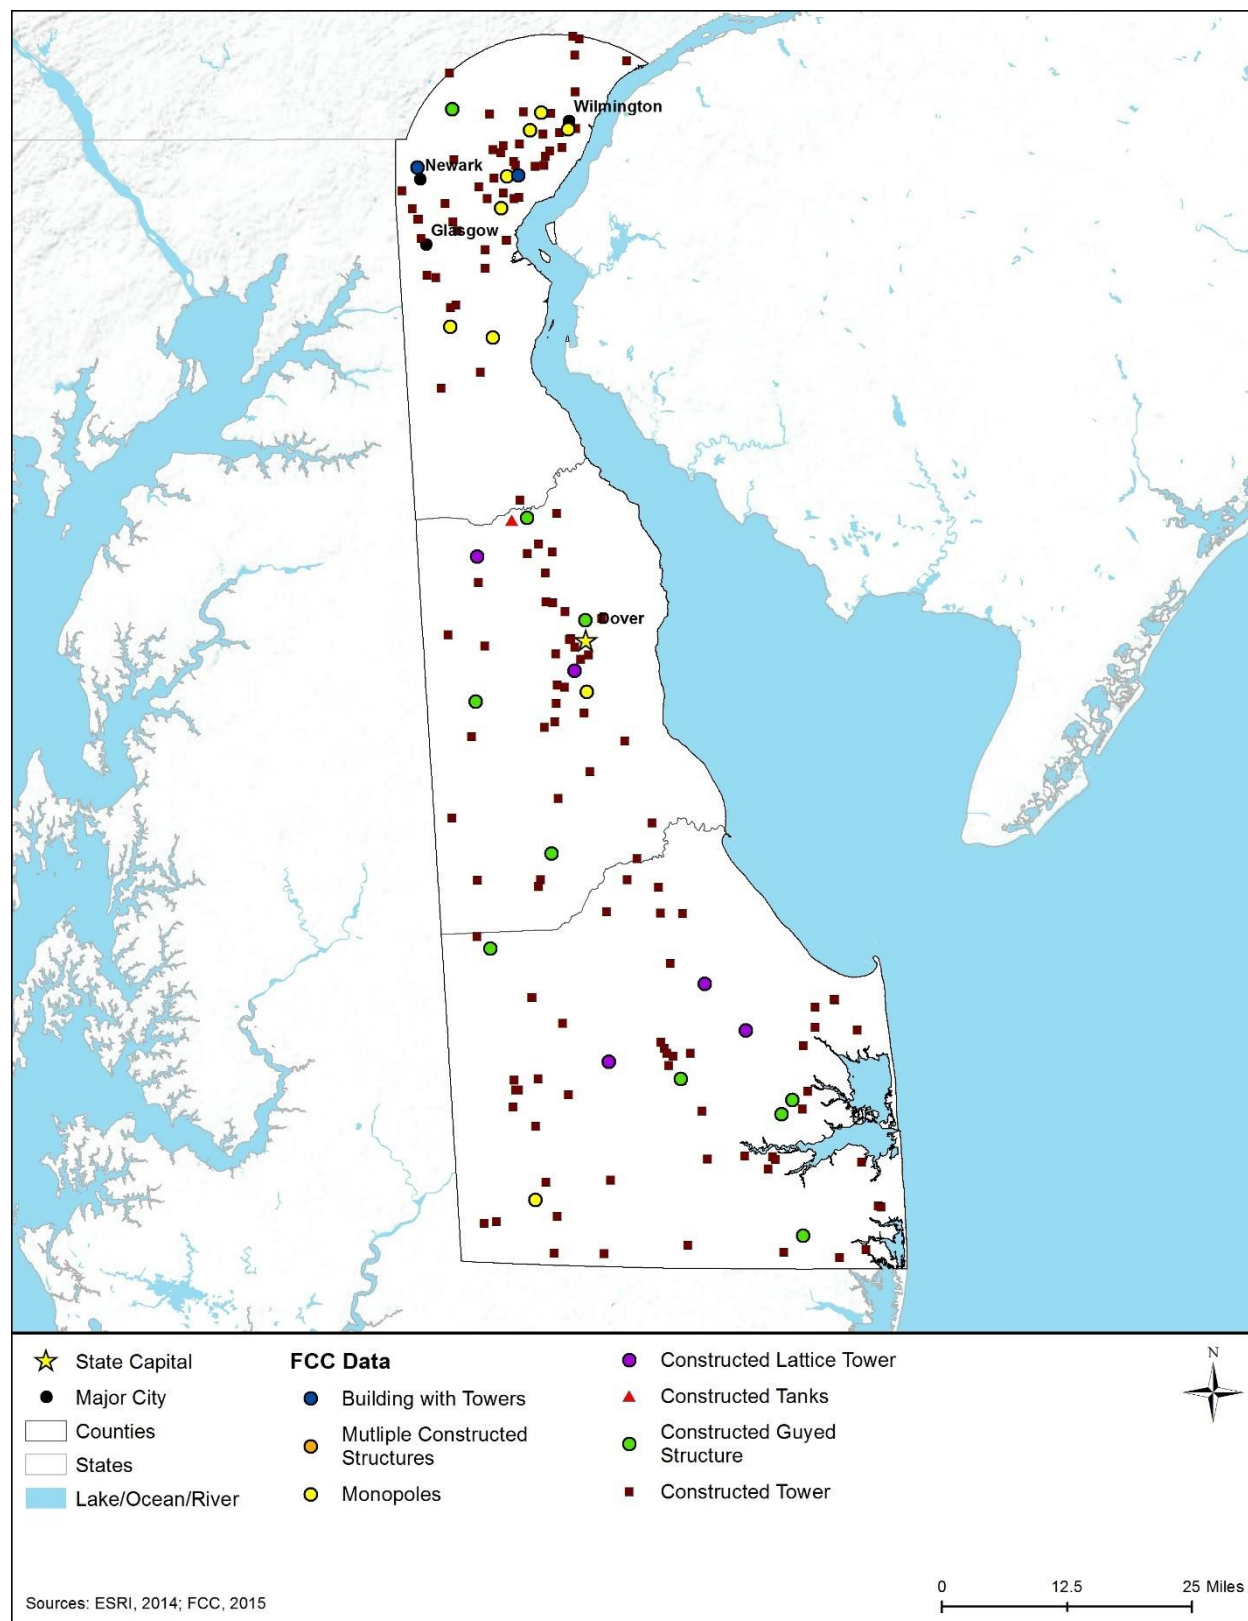 Wilmington
Newark
Glasgow
Dover
State Capital
Major City
Counties
States
Lake/Ocean/River
FCC Data
Building with Towers
Mutliple Constructed
Structures
Monopoles
Constructed Lattice Tower
Constructed Tanks
Constructed Guyed
Structure
Constructed Tower
N
Sources: ESRI, 2014; FCC, 2015
0 12.5 25 Miles